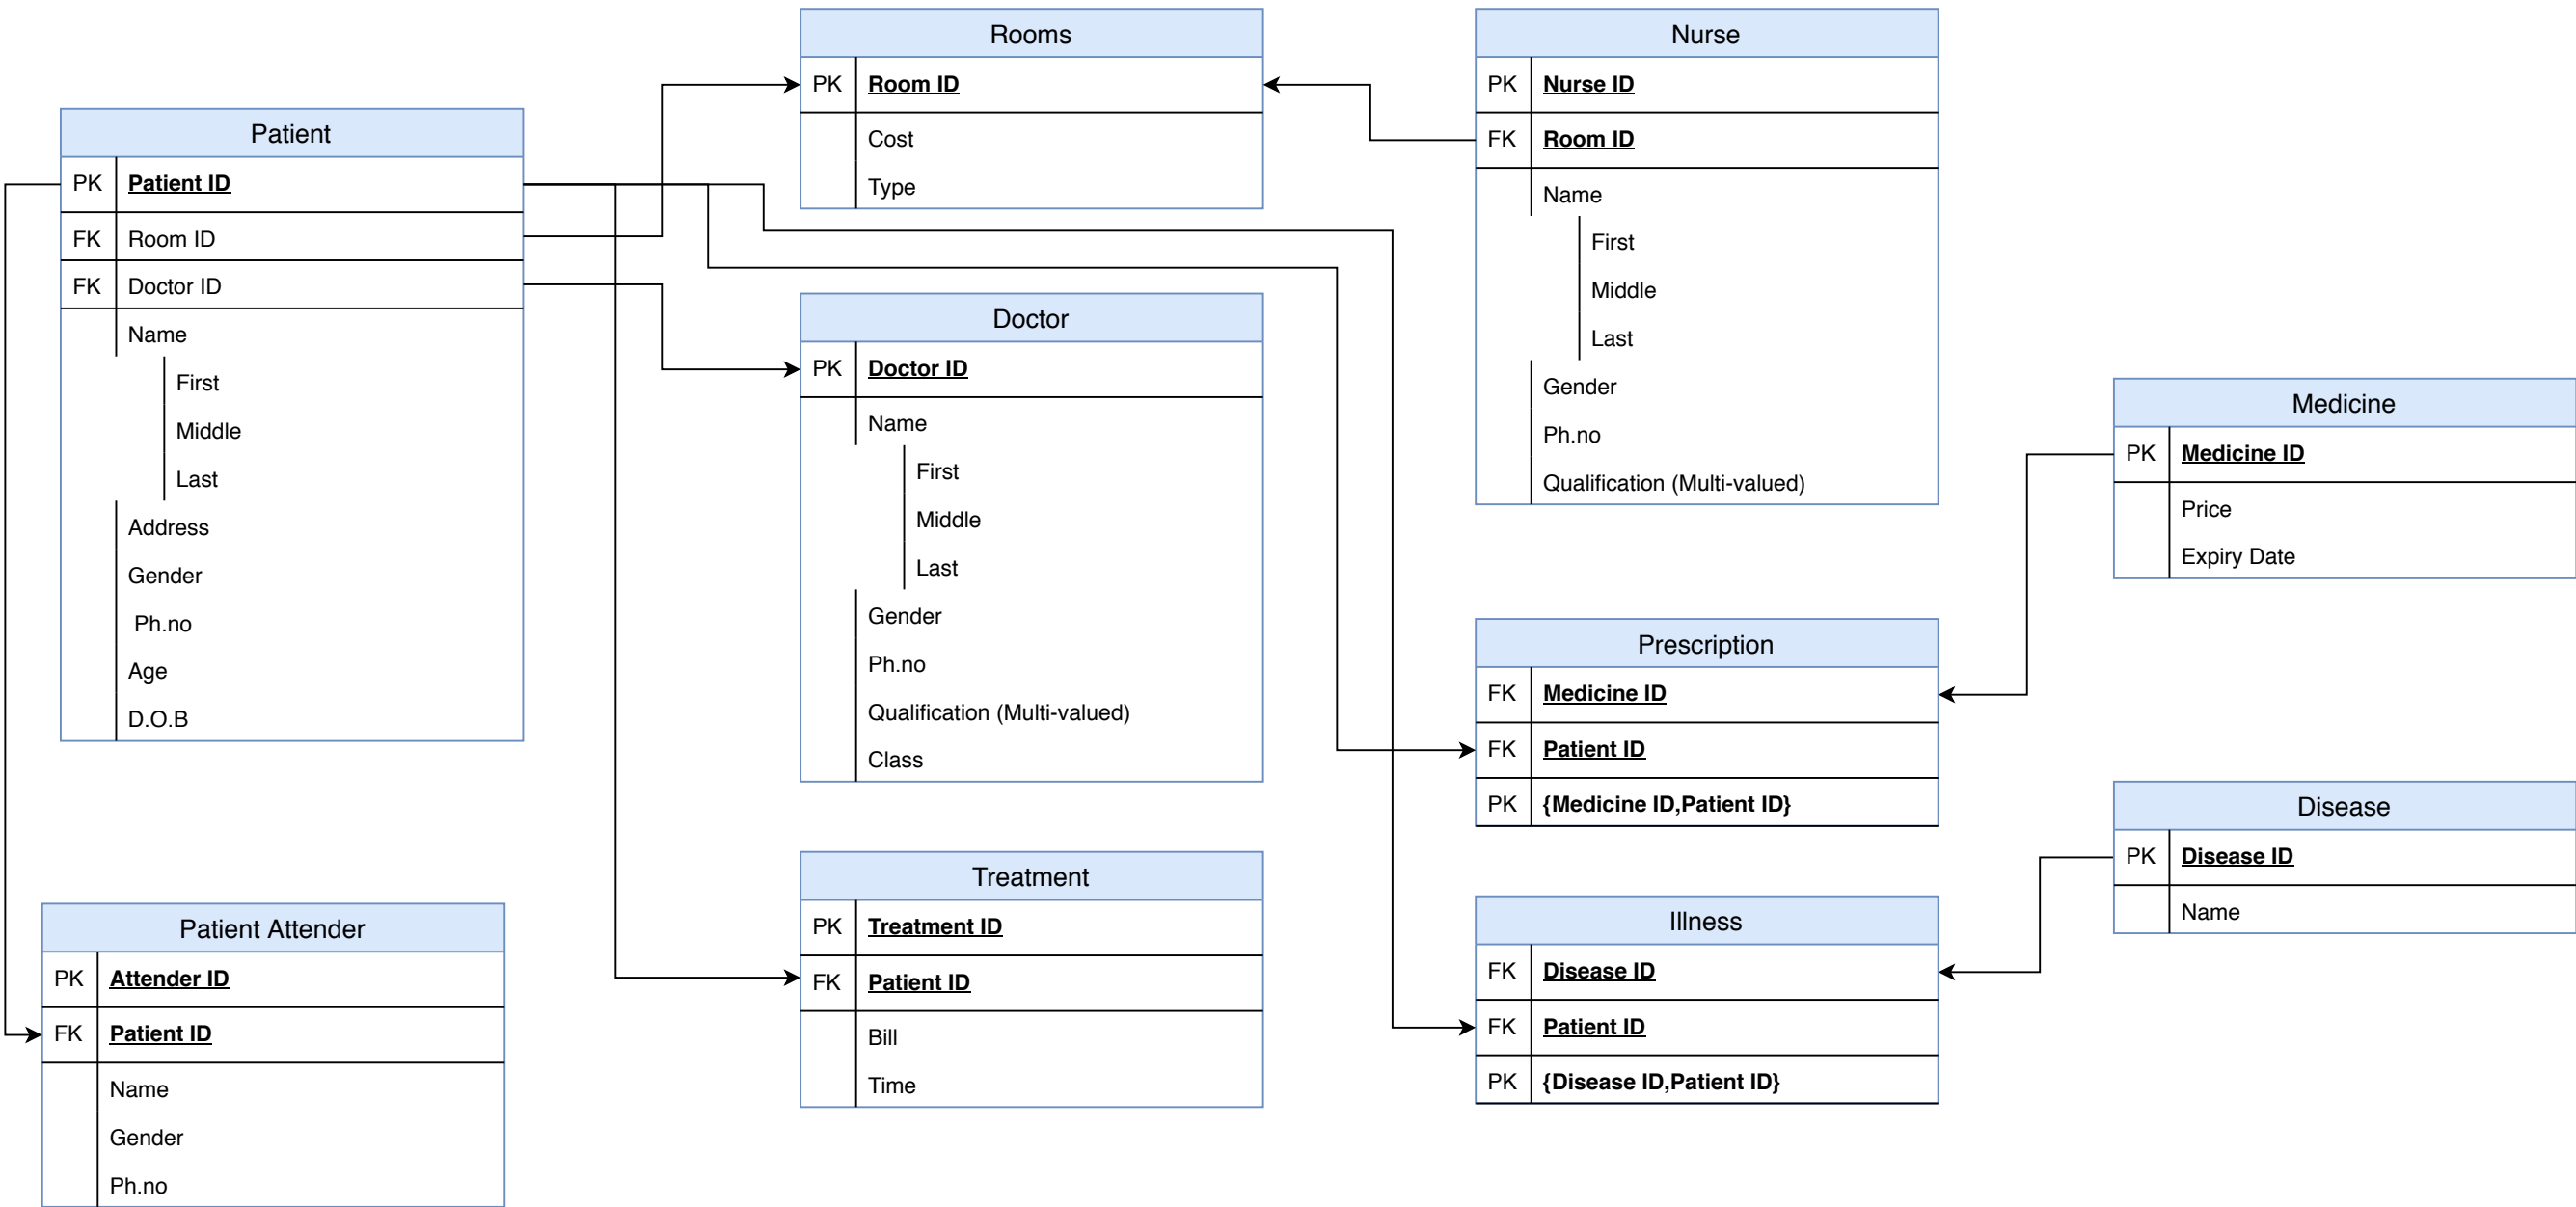 Patient
PK Patient ID
FK Room ID
FK Doctor ID
Name
First
Middle
Last
Address
Gender
Ph.no
Age
D.O.B
Patient Attender
PK Attender ID
FK Patient ID
Name
Gender
Ph.no
Rooms
PK Room ID
Cost
Type
Doctor
PK Doctor ID
Name
First
Middle
Last
Gender
Ph.no
Qualification (Multi-valued)
Class
Treatment
PK Treatment ID
FK Patient ID
Bill
Time
Nurse
PK Nurse ID
FK Room ID
Name
First
Middle
Last
Gender
Ph.no
Qualification (Multi-valued)
Prescription
FK Medicine ID
FK Patient ID
PK {Medicine ID,Patient ID}
Illness
FK Disease ID
FK Patient ID
PK {Disease ID,Patient ID}
Medicine
PK Medicine ID
Price
Expiry Date
Disease
PK Disease ID
Name